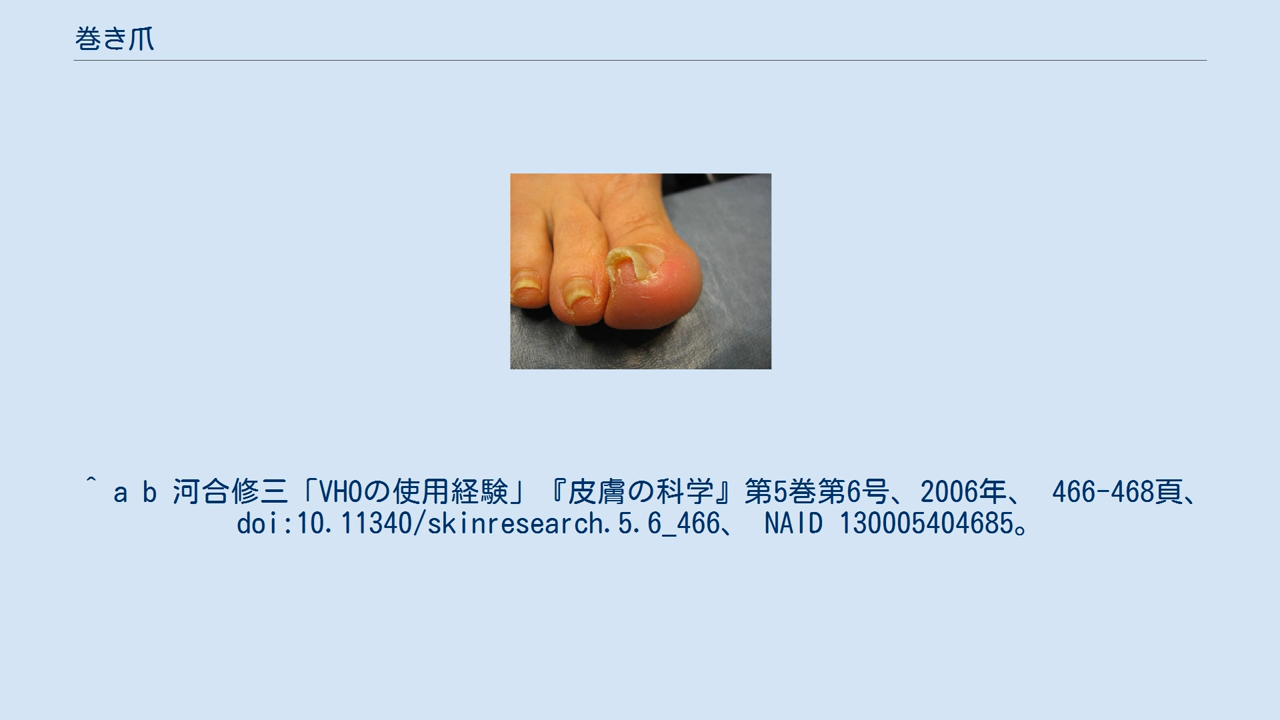 巻き爪
^ a b 河合修三「VHOの使用経験」『皮膚の科学』第5巻第6号、2006年、 466-468頁、
doi:10.11340/skinresearch.5.6_466、 NAID 130005404685。